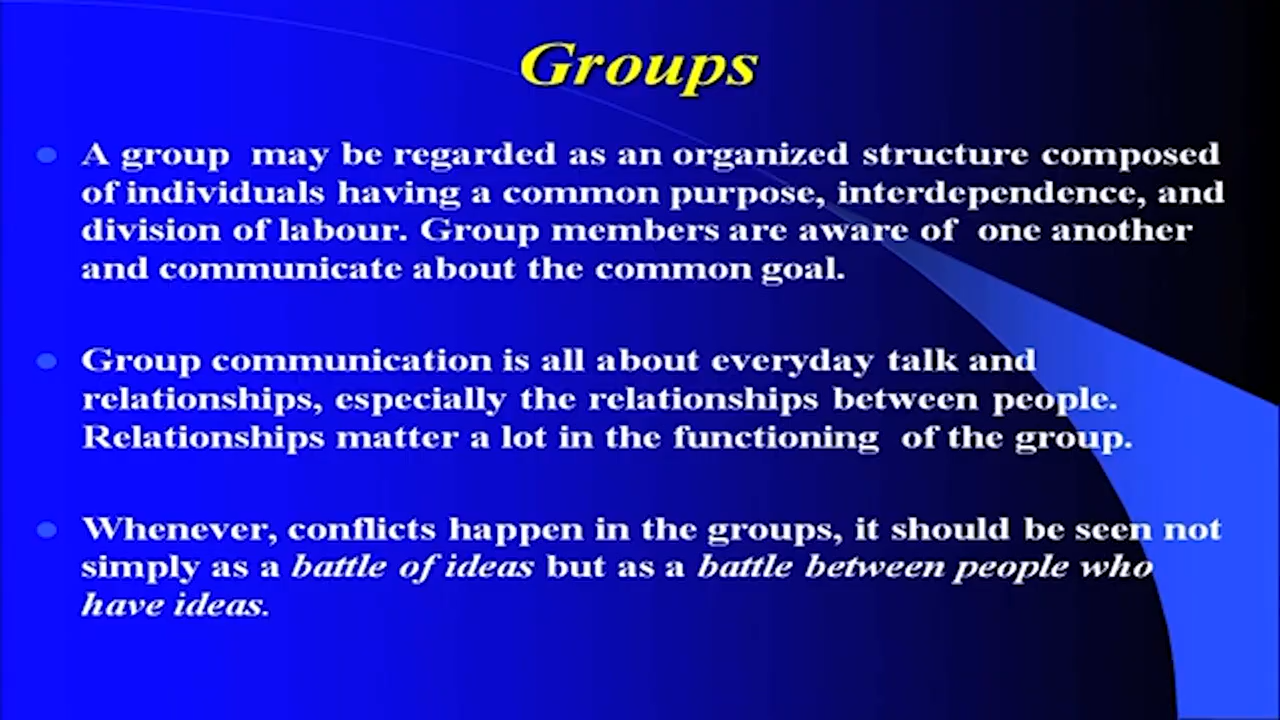 Groups
A group may be regarded as an organized structure composed
of individuals having a common purpose, interdependence, and
division of labour. Group members are aware of one another
and communicate about the common goal.
Group communication is all about everyday talk and
relationships, especially the relationships between people.
Relationships matter a lot in the functioning of the group.
Whenever, conflicts happen in the groups, it should be seen not
simply as a battle of ideas but as a battle between people who
have ideas.